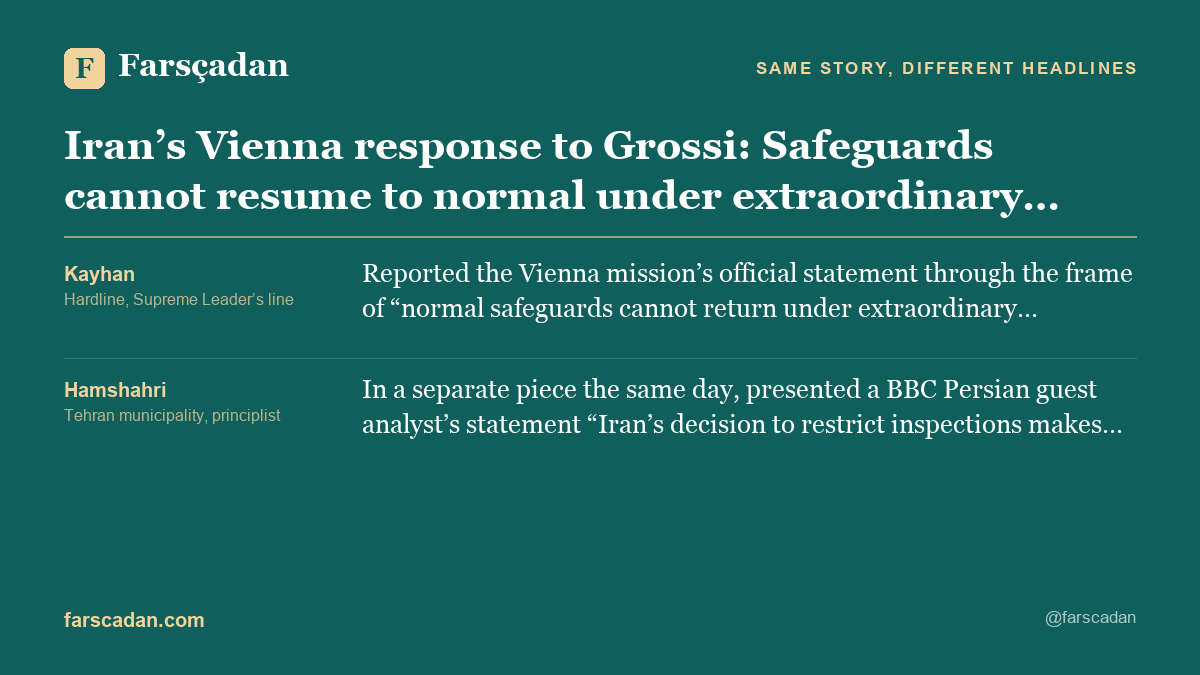 F Farsçadan
SAME STORY, DIFFERENT HEADLINES
Iran’s Vienna response to Grossi: Safeguards
cannot resume to normal under extraordinary...
Kayhan
Hardline, Supreme Leader’s line
Reported the Vienna mission’s official statement through the frame
of “normal safeguards cannot return under extraordinary...
Hamshahri
Tehran municipality, principlist
In a separate piece the same day, presented a BBC Persian guest
analyst’s statement “Iran’s decision to restrict inspections makes...
farscadan.com
@farscadan